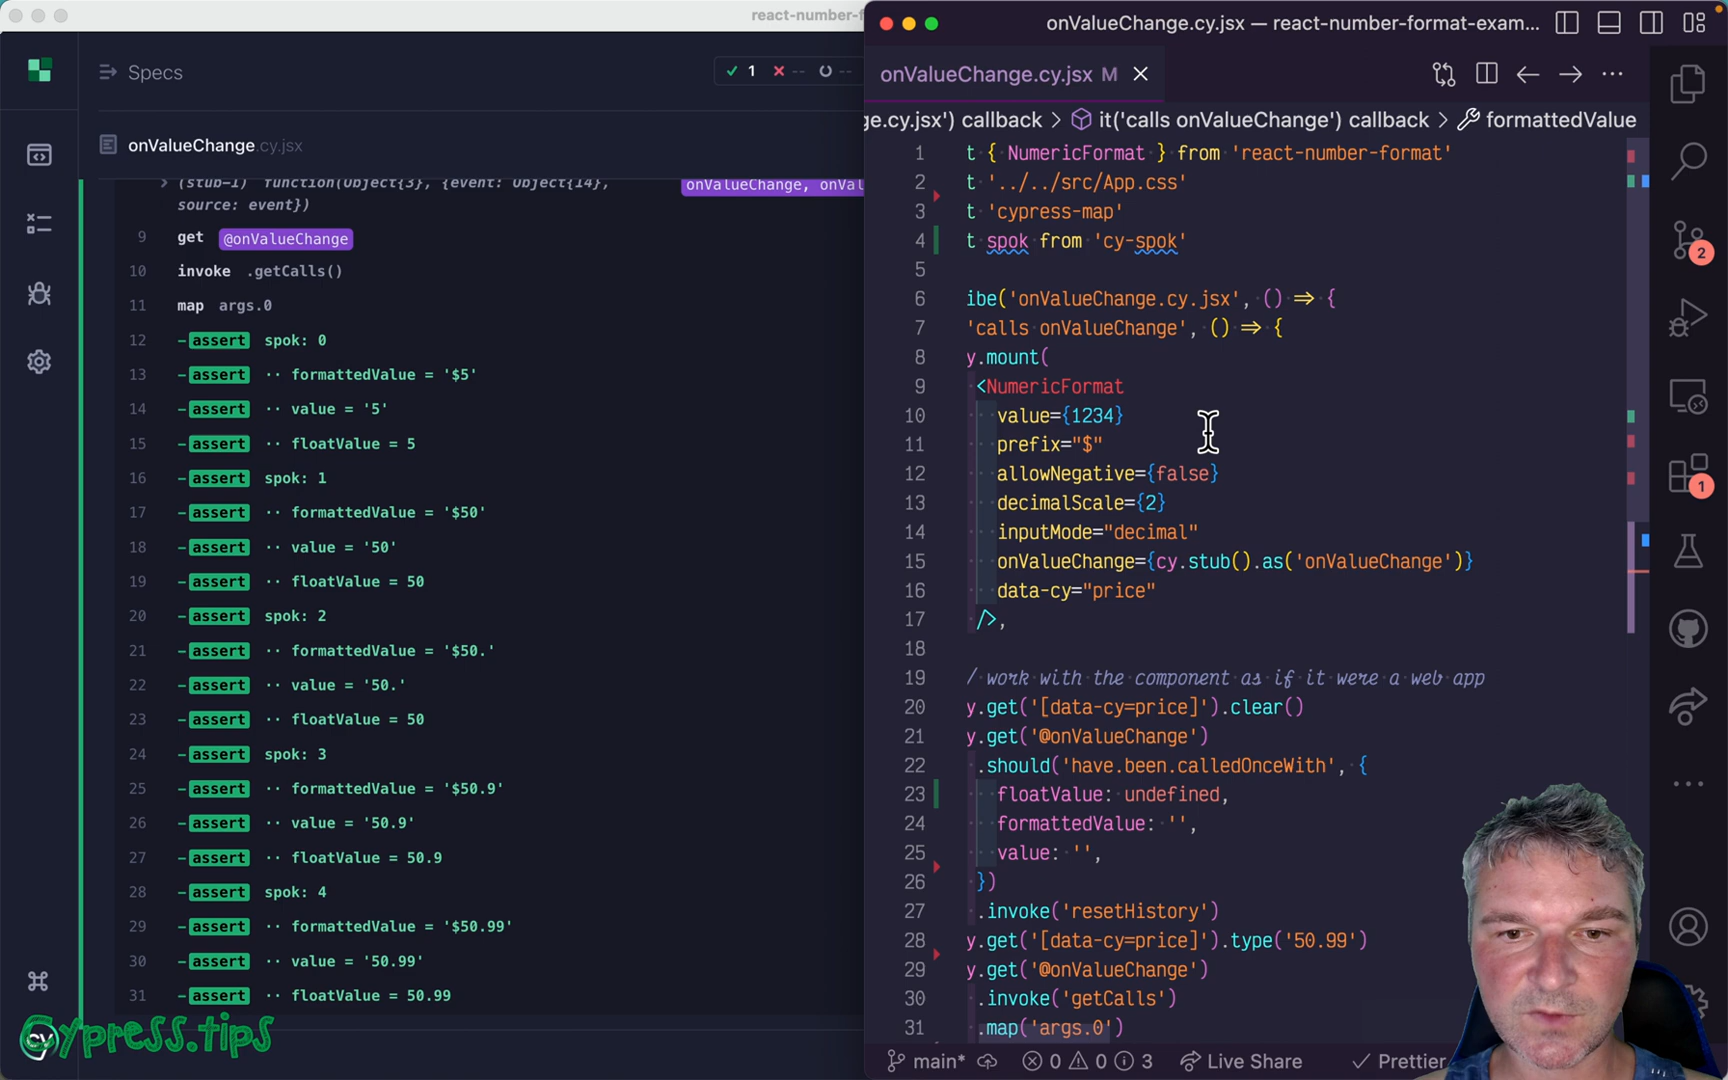 react-number-f
Specs
1 -- --
onValueChange.cy.jsx
(stub-1) function(Object{3}, {event: Object{14},
source: event})
onValueChange, onVal
9 get @onValueChange
10 invoke .getCalls()
11 map args.0
12 -assert spok: 0
13 -assert ·· formattedValue = '$5'
14 -assert ·· value = '5'
15 -assert ·· floatValue = 5
16 -assert spok: 1
17 -assert ·· formattedValue = '$50'
18 -assert ·· value = '50'
19 -assert ·· floatValue = 50
20 -assert spok: 2
21 -assert ·· formattedValue = '$50.'
22 -assert ·· value = '50.'
23 -assert ·· floatValue = 50
24 -assert spok: 3
25 -assert ·· formattedValue = '$50.9'
26 -assert ·· value = '50.9'
27 -assert ·· floatValue = 50.9
28 -assert spok: 4
29 -assert ·· formattedValue = '$50.99'
30 -assert ·· value = '50.99'
31 -assert ·· floatValue = 50.99
Cypress.tips
cy
onValueChange.cy.jsx — react-number-format-exam...
onValueChange.cy.jsx M
ge.cy.jsx') callback > it('calls onValueChange') callback > formattedValue
1 t { NumericFormat } from 'react-number-format'
2 t '../../src/App.css'
3 t 'cypress-map'
4 t spok from 'cy-spok'
5
6 ibe('onValueChange.cy.jsx', () => {
7 'calls onValueChange', () => {
8 y.mount(
9 <NumericFormat
10 value={1234}
11 prefix="$"
12 allowNegative={false}
13 decimalScale={2}
14 inputMode="decimal"
15 onValueChange={cy.stub().as('onValueChange')}
16 data-cy="price"
17 />,
18
19 / work with the component as if it were a web app
20 y.get('[data-cy=price]').clear()
21 y.get('@onValueChange')
22 .should('have.been.calledOnceWith', {
23 floatValue: undefined,
24 formattedValue: '',
25 value: '',
26 })
27 .invoke('resetHistory')
28 y.get('[data-cy=price]').type('50.99')
29 y.get('@onValueChange')
30 .invoke('getCalls')
31 .map('args.0')
2
1
main* 0 0 3 Live Share Prettier